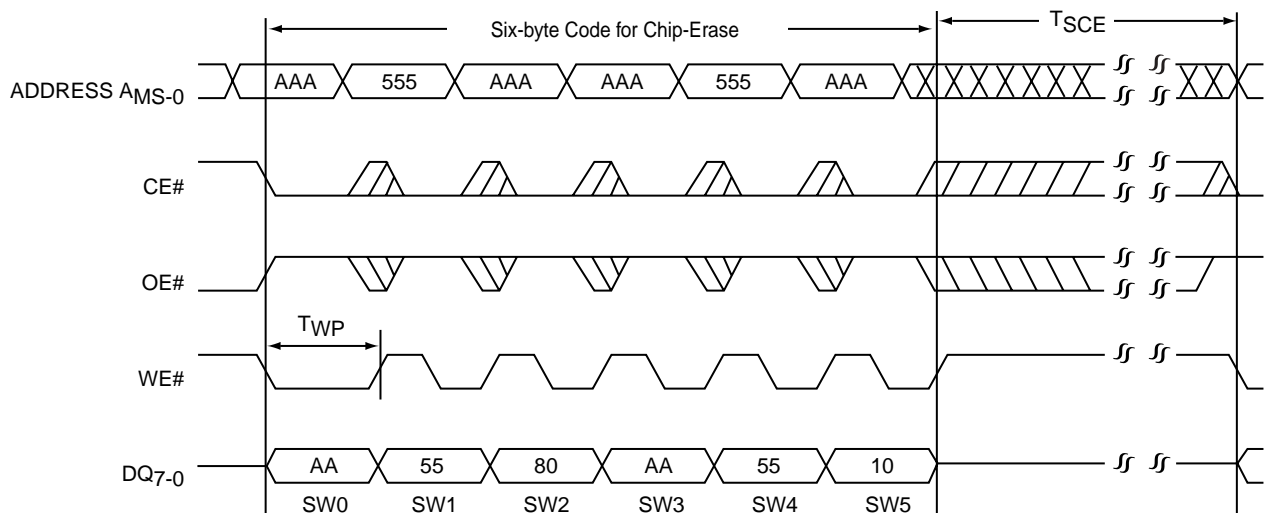 Six-byte Code for Chip-Erase
TSCE
ADDRESS AMS-0
AAA 555 AAA AAA 555 AAA
CE#
OE#
TWP
WE#
DQ7-0
AA 55 80 AA 55 10
SW0 SW1 SW2 SW3 SW4 SW5